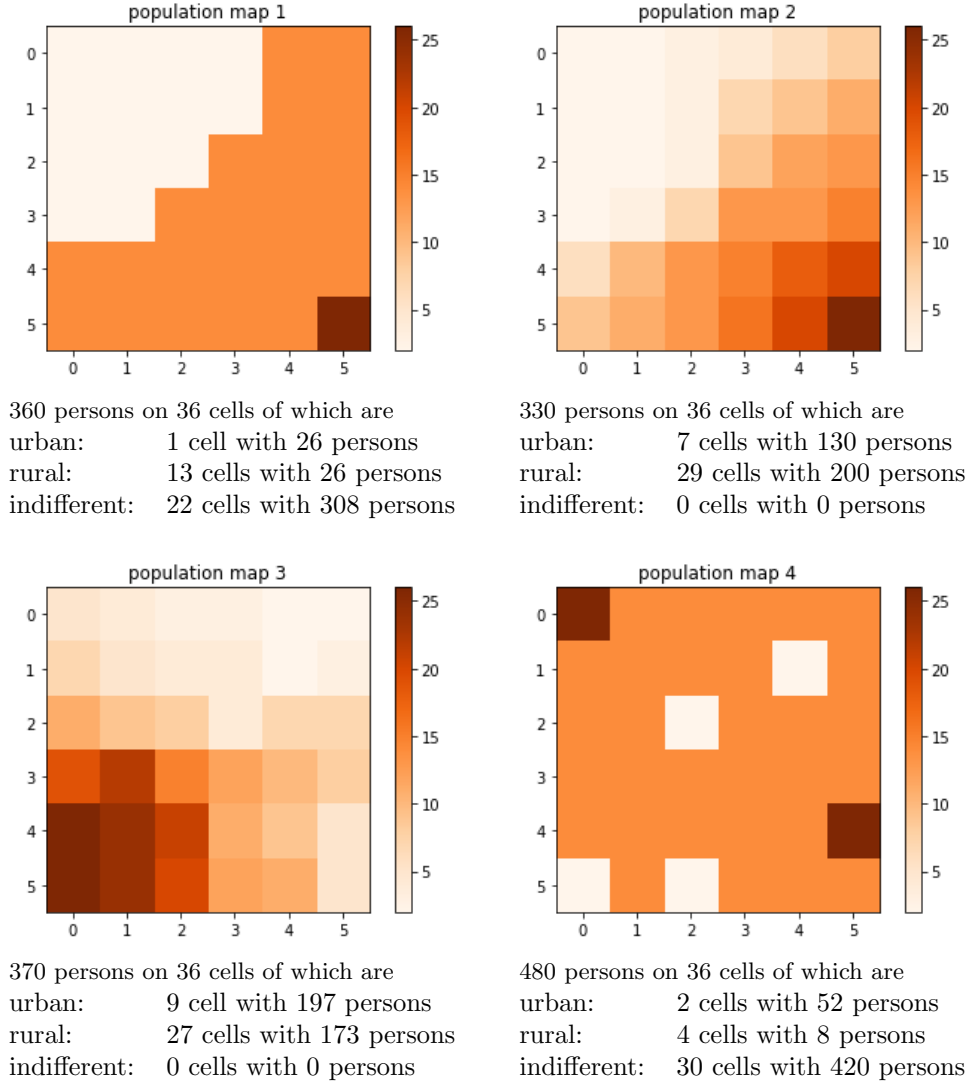 population map 1
0
1
2
3
4
5
0 1 2 3 4 5
25
20
15
10
5
360 persons on 36 cells of which are
urban: 1 cell with 26 persons
rural: 13 cells with 26 persons
indifferent: 22 cells with 308 persons
population map 2
0
1
2
3
4
5
0 1 2 3 4 5
25
20
15
10
5
330 persons on 36 cells of which are
urban: 7 cells with 130 persons
rural: 29 cells with 200 persons
indifferent: 0 cells with 0 persons
population map 3
0
1
2
3
4
5
0 1 2 3 4 5
25
20
15
10
5
370 persons on 36 cells of which are
urban: 9 cell with 197 persons
rural: 27 cells with 173 persons
indifferent: 0 cells with 0 persons
population map 4
0
1
2
3
4
5
0 1 2 3 4 5
25
20
15
10
5
480 persons on 36 cells of which are
urban: 2 cells with 52 persons
rural: 4 cells with 8 persons
indifferent: 30 cells with 420 persons